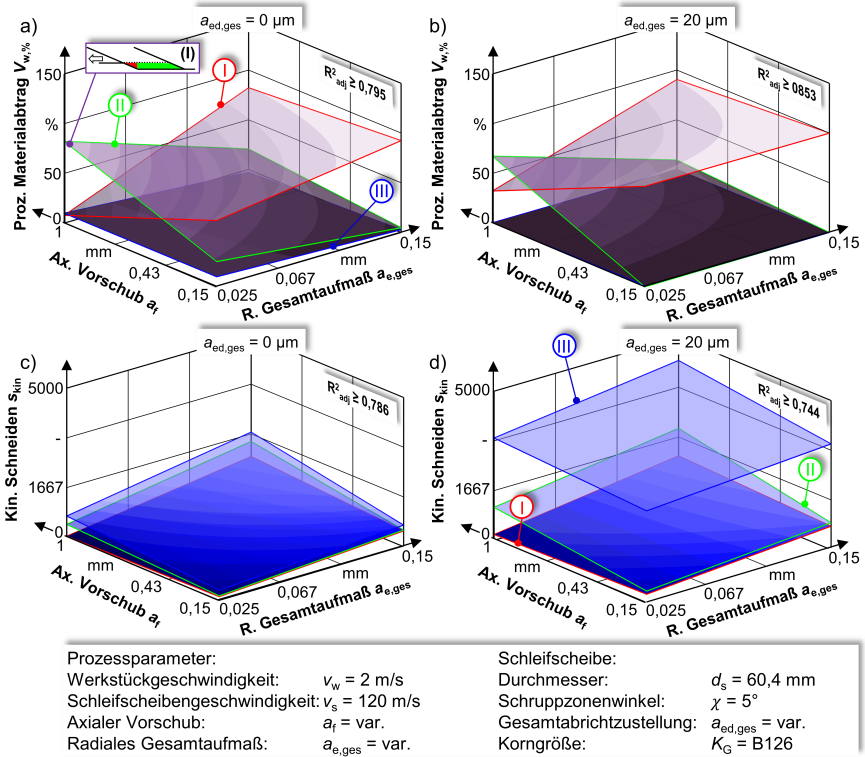 a)
a_ed,ges = 0 µm
(I)
I
II
III
R²_adj ≥ 0,795
Proz. Materialabtrag V_w,%
150
%
50
0
1
mm
0,43
0,15
Ax. Vorschub a_f
0,025
0,067
mm
0,15
R. Gesamtaufmaß a_e,ges
b)
a_ed,ges = 20 µm
R²_adj ≥ 0853
Proz. Materialabtrag V_w,%
150
%
50
0
1
mm
0,43
0,15
Ax. Vorschub a_f
0,025
0,067
mm
0,15
R. Gesamtaufmaß a_e,ges
c)
a_ed,ges = 0 µm
R²_adj ≥ 0,786
Kin. Schneiden s_kin
5000
-
1667
0
1
mm
0,43
0,15
Ax. Vorschub a_f
0,025
0,067
mm
0,15
R. Gesamtaufmaß a_e,ges
d)
a_ed,ges = 20 µm
III
II
I
R²_adj ≥ 0,744
Kin. Schneiden s_kin
5000
-
1667
0
1
mm
0,43
0,15
Ax. Vorschub a_f
0,025
0,067
mm
0,15
R. Gesamtaufmaß a_e,ges
Prozessparameter:
Werkstückgeschwindigkeit: v_w = 2 m/s
Schleifscheibengeschwindigkeit: v_s = 120 m/s
Axialer Vorschub: a_f = var.
Radiales Gesamtaufmaß: a_e,ges = var.
Schleifscheibe:
Durchmesser: d_s = 60,4 mm
Schruppzonenwinkel: χ = 5°
Gesamtabrichtzustellung: a_ed,ges = var.
Korngröße: K_G = B126